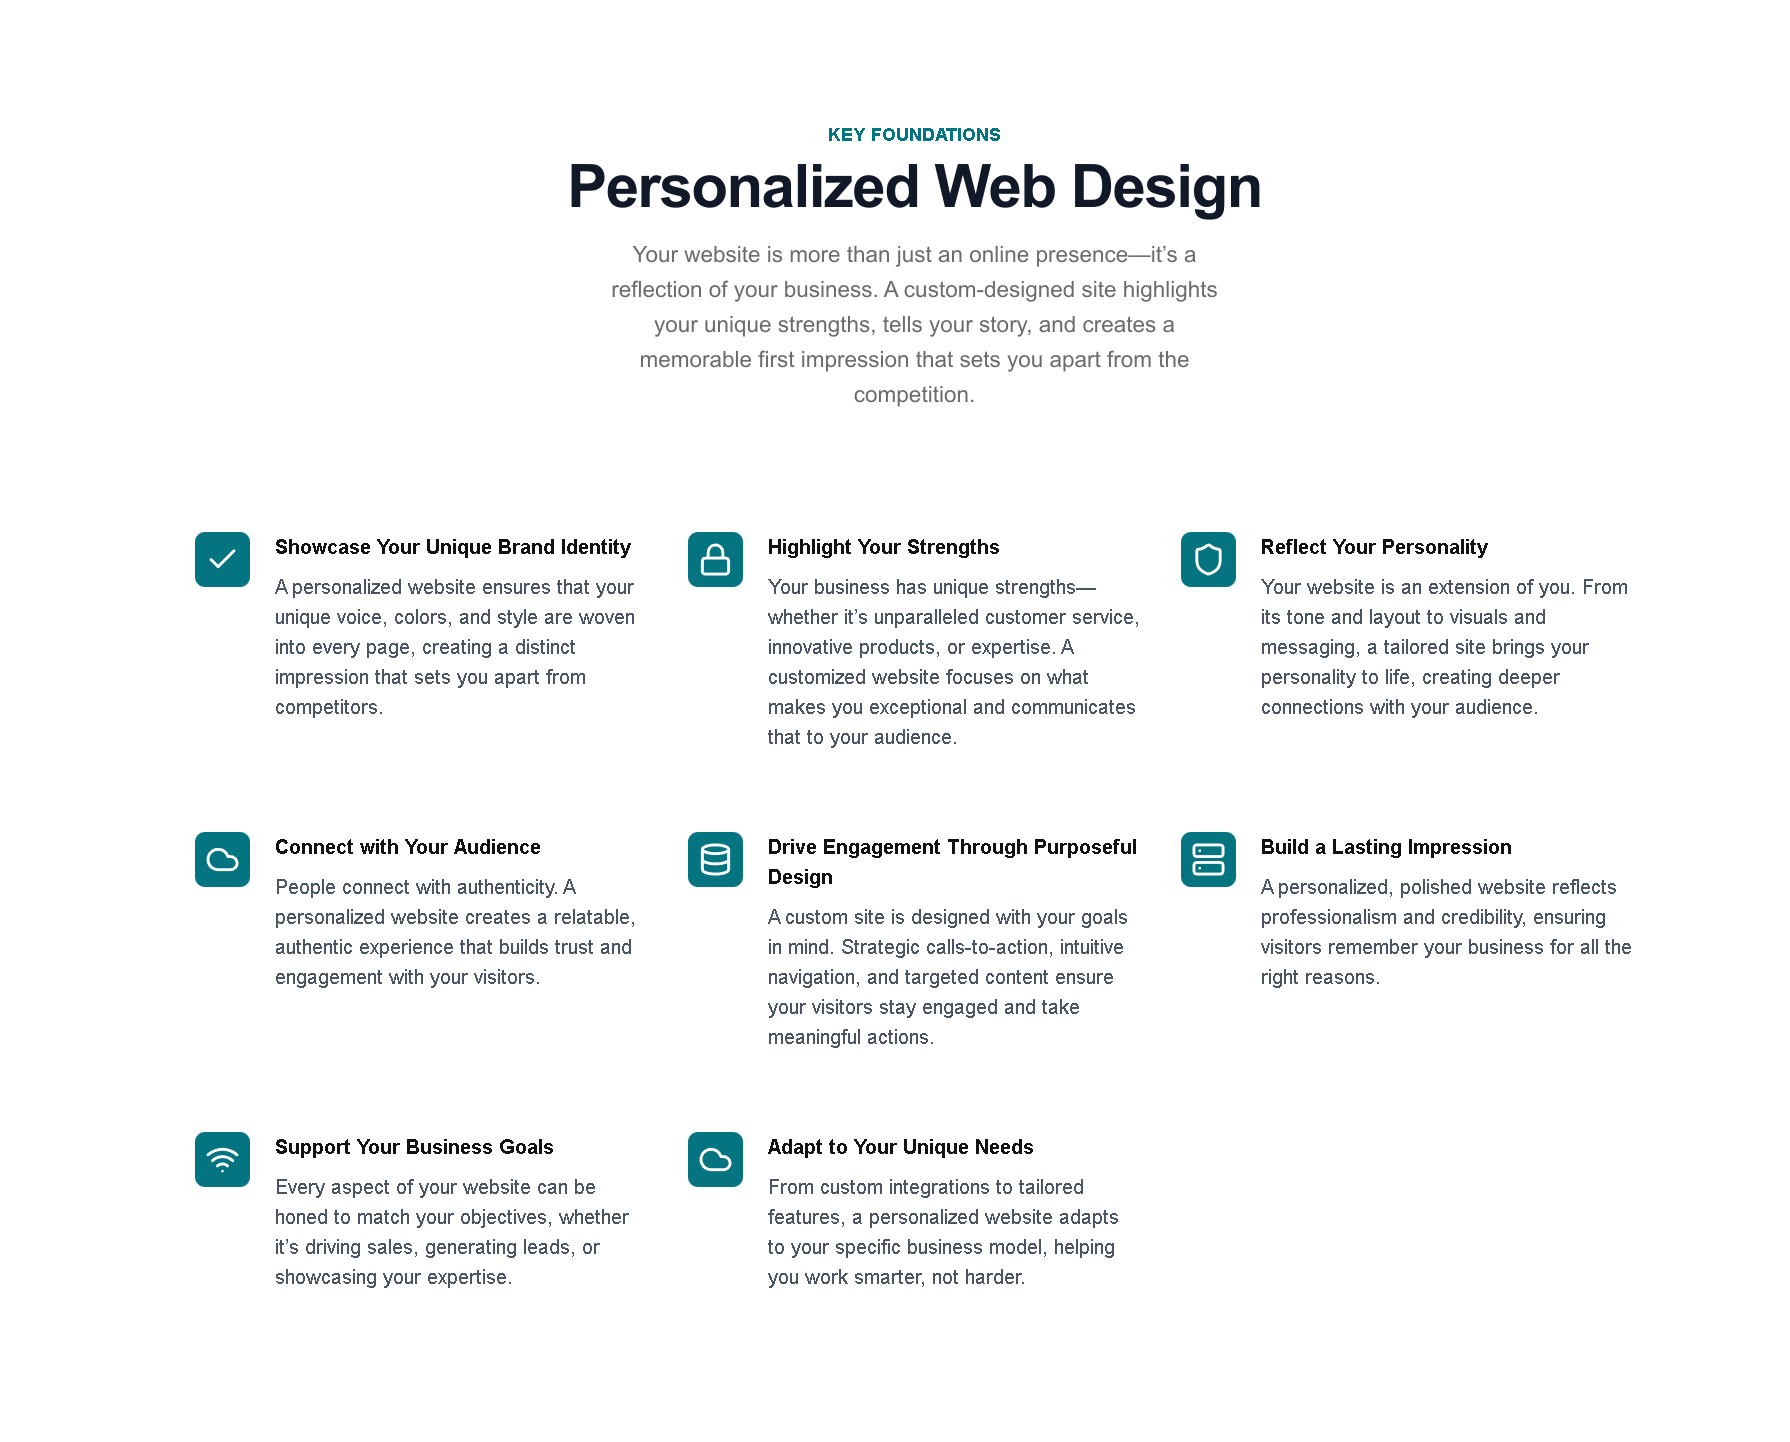 KEY FOUNDATIONS
Personalized Web Design
Your website is more than just an online presence—it’s a
reflection of your business. A custom-designed site highlights
your unique strengths, tells your story, and creates a
memorable first impression that sets you apart from the
competition.
Showcase Your Unique Brand Identity
A personalized website ensures that your
unique voice, colors, and style are woven
into every page, creating a distinct
impression that sets you apart from
competitors.
Highlight Your Strengths
Your business has unique strengths—
whether it’s unparalleled customer service,
innovative products, or expertise. A
customized website focuses on what
makes you exceptional and communicates
that to your audience.
Reflect Your Personality
Your website is an extension of you. From
its tone and layout to visuals and
messaging, a tailored site brings your
personality to life, creating deeper
connections with your audience.
Connect with Your Audience
People connect with authenticity. A
personalized website creates a relatable,
authentic experience that builds trust and
engagement with your visitors.
Drive Engagement Through Purposeful
Design
A custom site is designed with your goals
in mind. Strategic calls-to-action, intuitive
navigation, and targeted content ensure
your visitors stay engaged and take
meaningful actions.
Build a Lasting Impression
A personalized, polished website reflects
professionalism and credibility, ensuring
visitors remember your business for all the
right reasons.
Support Your Business Goals
Every aspect of your website can be
honed to match your objectives, whether
it’s driving sales, generating leads, or
showcasing your expertise.
Adapt to Your Unique Needs
From custom integrations to tailored
features, a personalized website adapts
to your specific business model, helping
you work smarter, not harder.